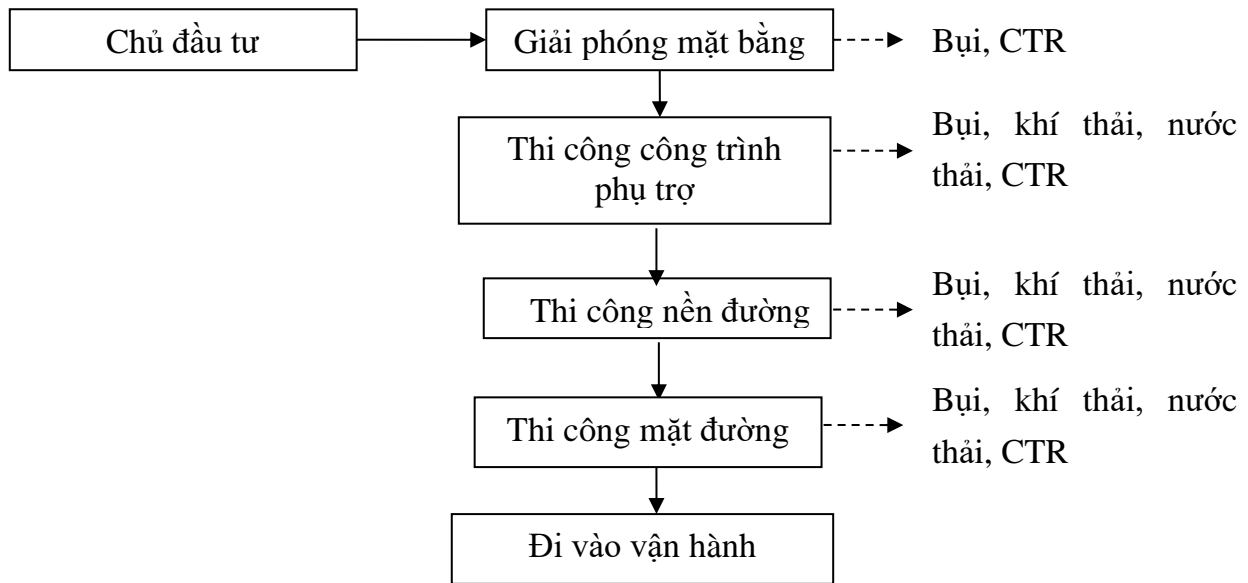 Chủ đầu tư
Giải phóng mặt bằng
Bụi, CTR
Thi công công trình
phụ trợ
Bụi, khí thải, nước
thải, CTR
Thi công nền đường
Bụi, khí thải, nước
thải, CTR
Thi công mặt đường
Bụi, khí thải, nước
thải, CTR
Đi vào vận hành